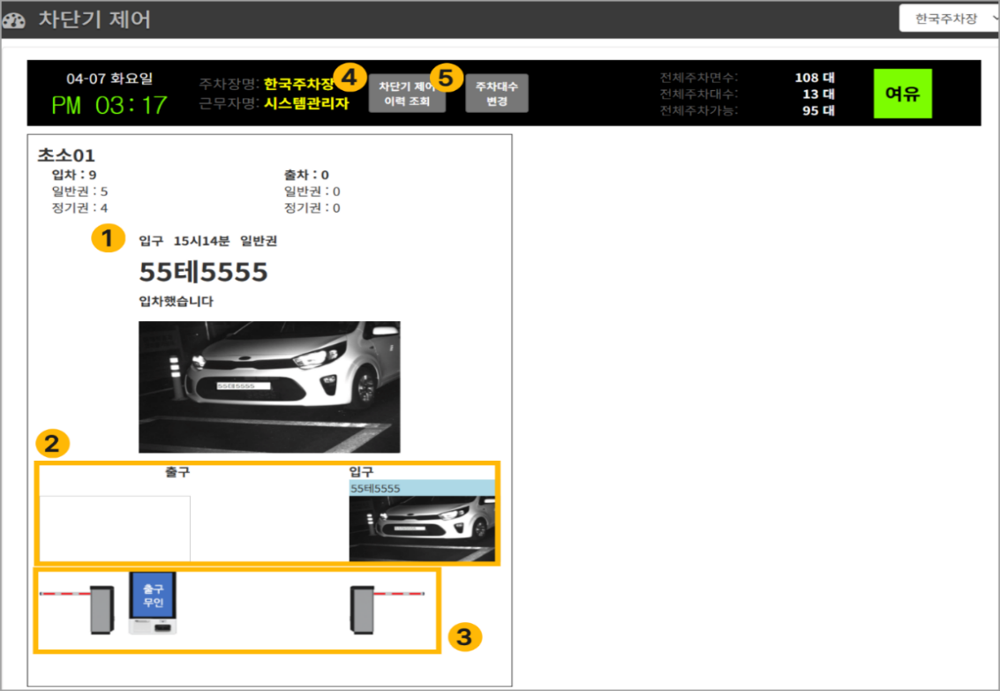 차단기 제어
한국주차장
04-07 화요일
PM 03:17
주차장명: 한국주차장
근무자명: 시스템관리자
4
차단기 제어
이력 조회
5
주차대수
변경
전체주차면수: 108 대
전체주차대수: 13 대
전체주차가능: 95 대
여유
초소01
입차 : 9
일반권 : 5
정기권 : 4
출차 : 0
일반권 : 0
정기권 : 0
1
입구 15시14분 일반권
55테5555
입차했습니다
55테5555
2
출구
입구
55테5555
출구
무인
3